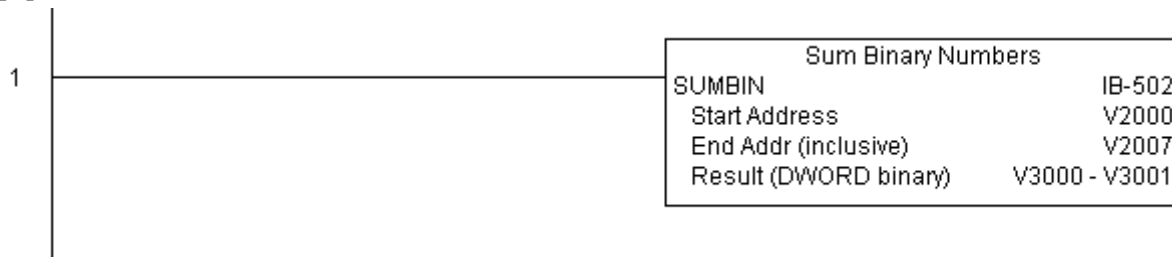 1
Sum Binary Numbers
SUMBIN IB-502
Start Address V2000
End Addr (inclusive) V2007
Result (DWORD binary) V3000 - V3001